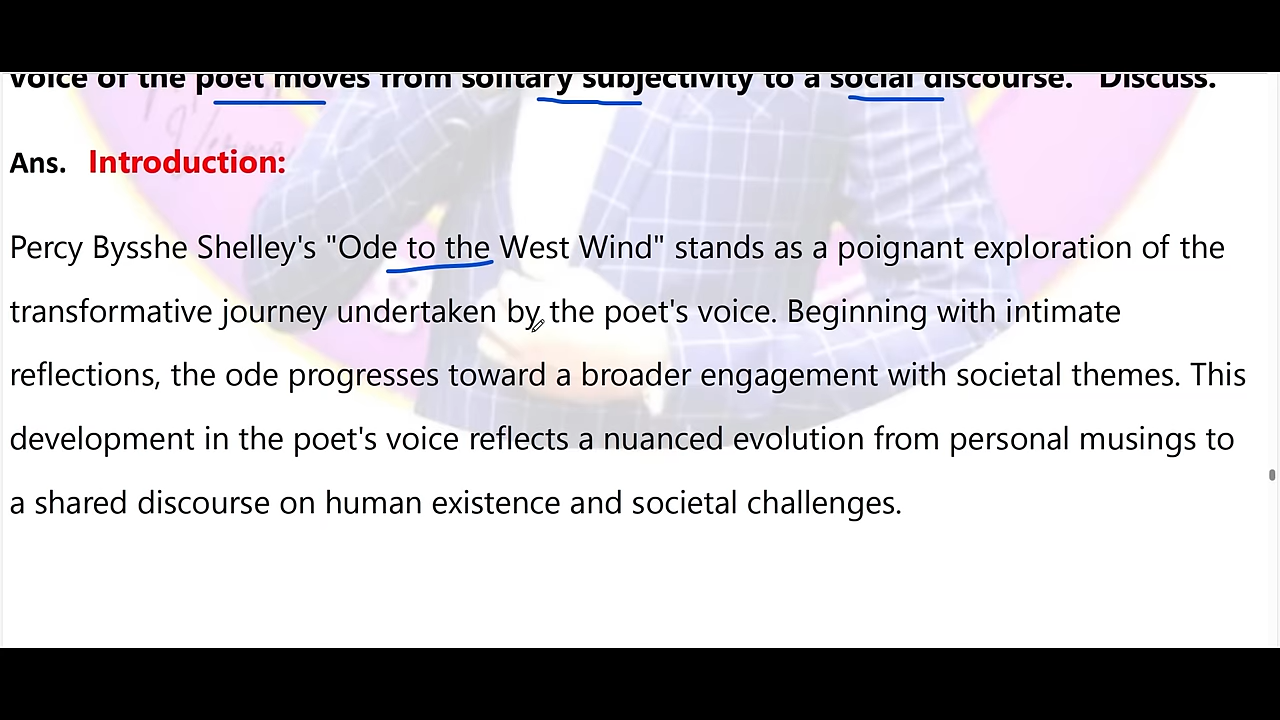 voice of the poet moves from solitary subjectivity to a social discourse." Discuss.
Ans. Introduction:
Percy Bysshe Shelley's "Ode to the West Wind" stands as a poignant exploration of the
transformative journey undertaken by the poet's voice. Beginning with intimate
reflections, the ode progresses toward a broader engagement with societal themes. This
development in the poet's voice reflects a nuanced evolution from personal musings to
a shared discourse on human existence and societal challenges.